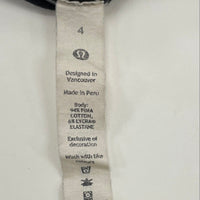 4
Designed in
Vancouver
Made in Peru
Body:
94% PIMA
COTTON,
6% LYCRA®
ELASTANE
Exclusive of
decoration
Wash with like
colours